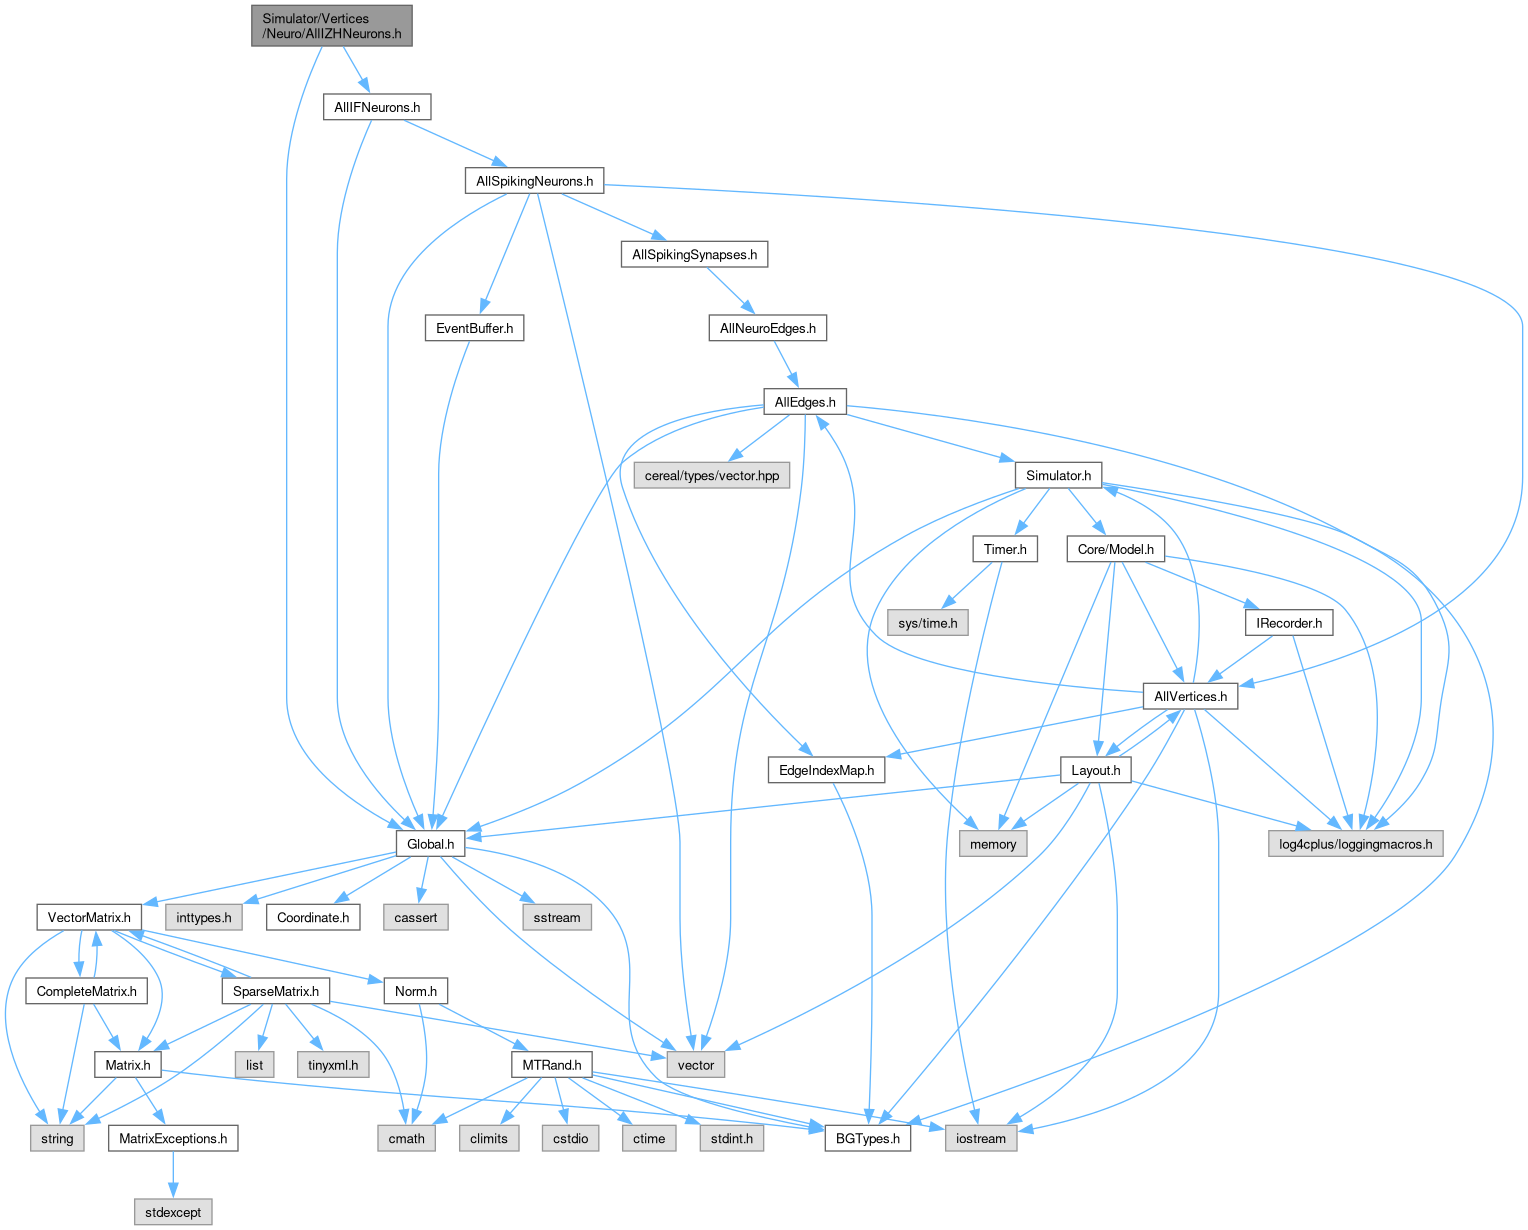 Simulator/Vertices
/Neuro/AllIZHNeurons.h
AllIFNeurons.h
AllSpikingNeurons.h
AllSpikingSynapses.h
EventBuffer.h
AllNeuroEdges.h
AllEdges.h
cereal/types/vector.hpp
Simulator.h
Timer.h
Core/Model.h
sys/time.h
IRecorder.h
AllVertices.h
EdgeIndexMap.h
Layout.h
Global.h
memory
log4cplus/loggingmacros.h
VectorMatrix.h
inttypes.h
Coordinate.h
cassert
sstream
CompleteMatrix.h
SparseMatrix.h
Norm.h
Matrix.h
list
tinyxml.h
MTRand.h
vector
string
MatrixExceptions.h
cmath
climits
cstdio
ctime
stdint.h
BGTypes.h
iostream
stdexcept